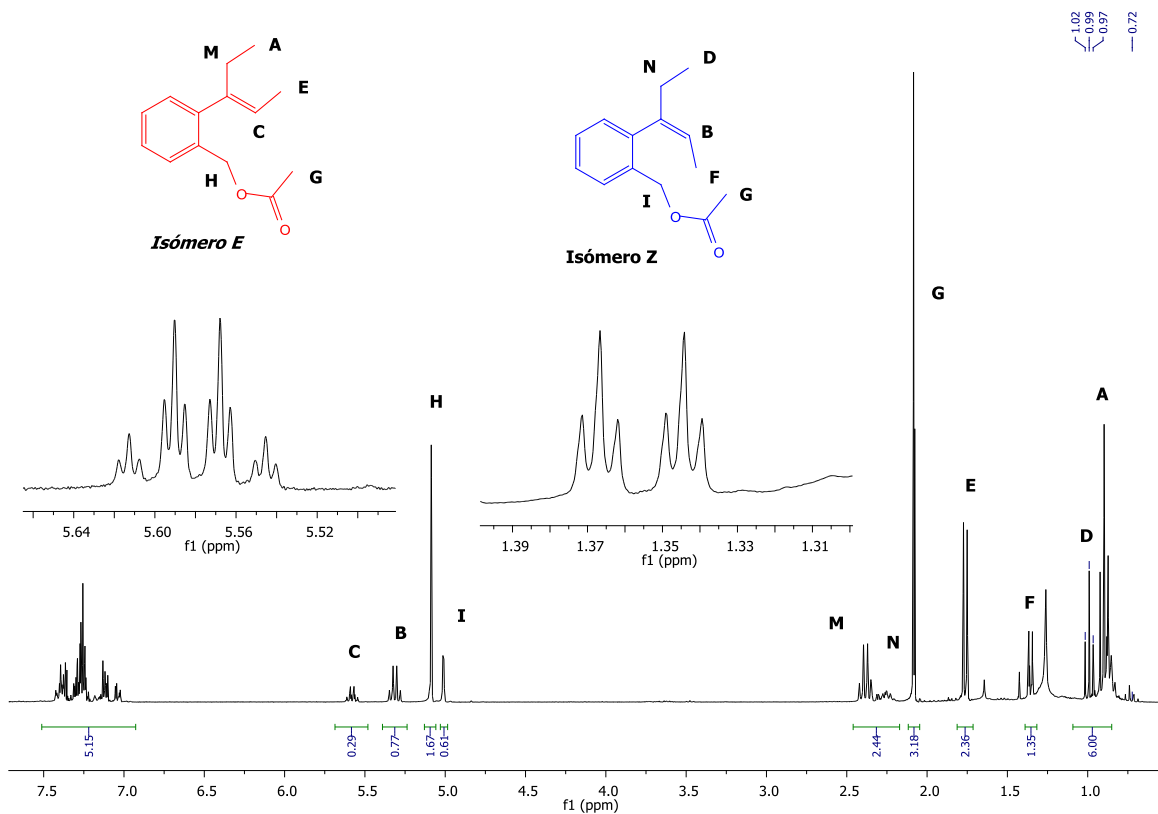 1.02
0.99
0.97
0.72
M
A
E
C
H
G
O
O
Isómero E
N
D
B
F
G
I
O
O
Isómero Z
5.64
5.60
5.56
5.52
f1 (ppm)
1.39
1.37
1.35
1.33
1.31
f1 (ppm)
C
B
H
I
M
N
G
E
F
D
A
5.15
0.29
0.77
1.67
0.61
2.44
3.18
2.36
1.35
6.00
7.5
7.0
6.5
6.0
5.5
5.0
4.5
4.0
3.5
3.0
2.5
2.0
1.5
1.0
f1 (ppm)